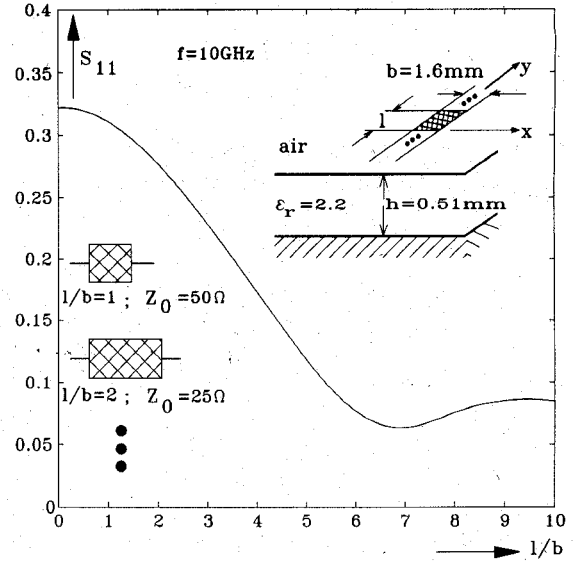 0.4
0.35
0.3
0.25
0.2
0.15
0.1
0.05
0
S₁₁
f=10GHz
b=1.6mm
y
l
x
air
εᵣ=2.2
h=0.51mm
l/b=1 ; Z₀=50Ω
l/b=2 ; Z₀=25Ω
0 1 2 3 4 5 6 7 8 9 10
l/b